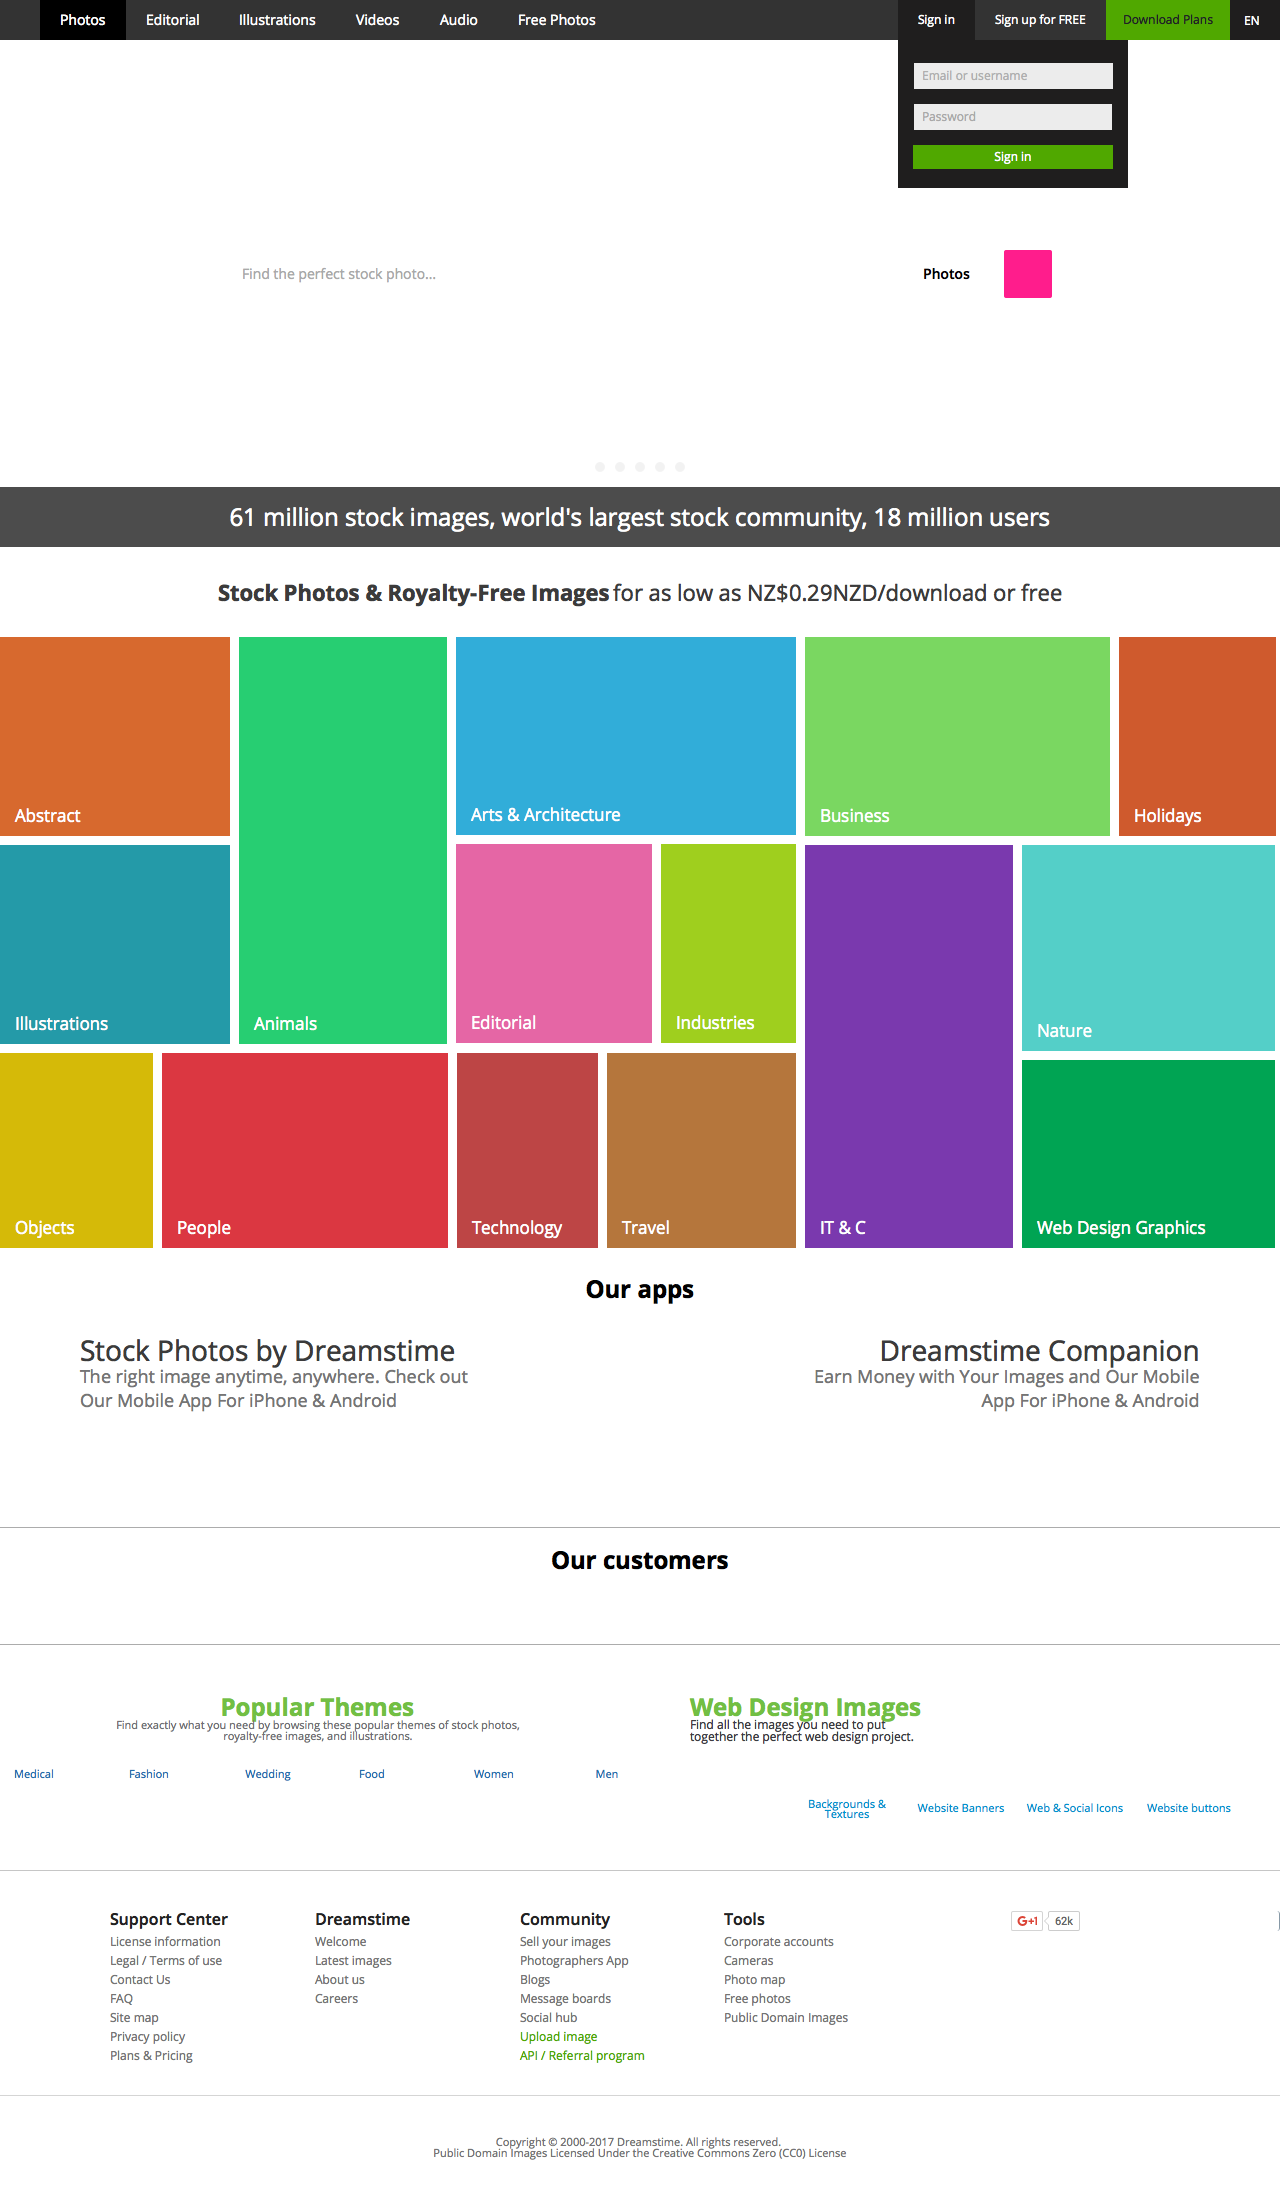 Photos Editorial Illustrations Videos Audio Free Photos Sign in Sign up for FREE Download Plans EN
Email or username
Password
Sign in
Find the perfect stock photo... Photos
61 million stock images, world's largest stock community, 18 million users
Stock Photos & Royalty-Free Images for as low as NZ$0.29NZD/download or free
Abstract
Arts & Architecture
Business
Holidays
Illustrations
Animals
Editorial
Industries
Nature
Objects
People
Technology
Travel
IT & C
Web Design Graphics
Our apps
Stock Photos by Dreamstime
The right image anytime, anywhere. Check out
Our Mobile App For iPhone & Android
Dreamstime Companion
Earn Money with Your Images and Our Mobile
App For iPhone & Android
Our customers
Popular Themes
Find exactly what you need by browsing these popular themes of stock photos,
royalty-free images, and illustrations.
Medical Fashion Wedding Food Women Men
Web Design Images
Find all the images you need to put
together the perfect web design project.
Backgrounds &
Textures
Website Banners
Web & Social Icons
Website buttons
Support Center
License information
Legal / Terms of use
Contact Us
FAQ
Site map
Privacy policy
Plans & Pricing
Dreamstime
Welcome
Latest images
About us
Careers
Community
Sell your images
Photographers App
Blogs
Message boards
Social hub
Upload image
API / Referral program
Tools
Corporate accounts
Cameras
Photo map
Free photos
Public Domain Images
G+1 62k
Copyright © 2000-2017 Dreamstime. All rights reserved.
Public Domain Images Licensed Under the Creative Commons Zero (CC0) License